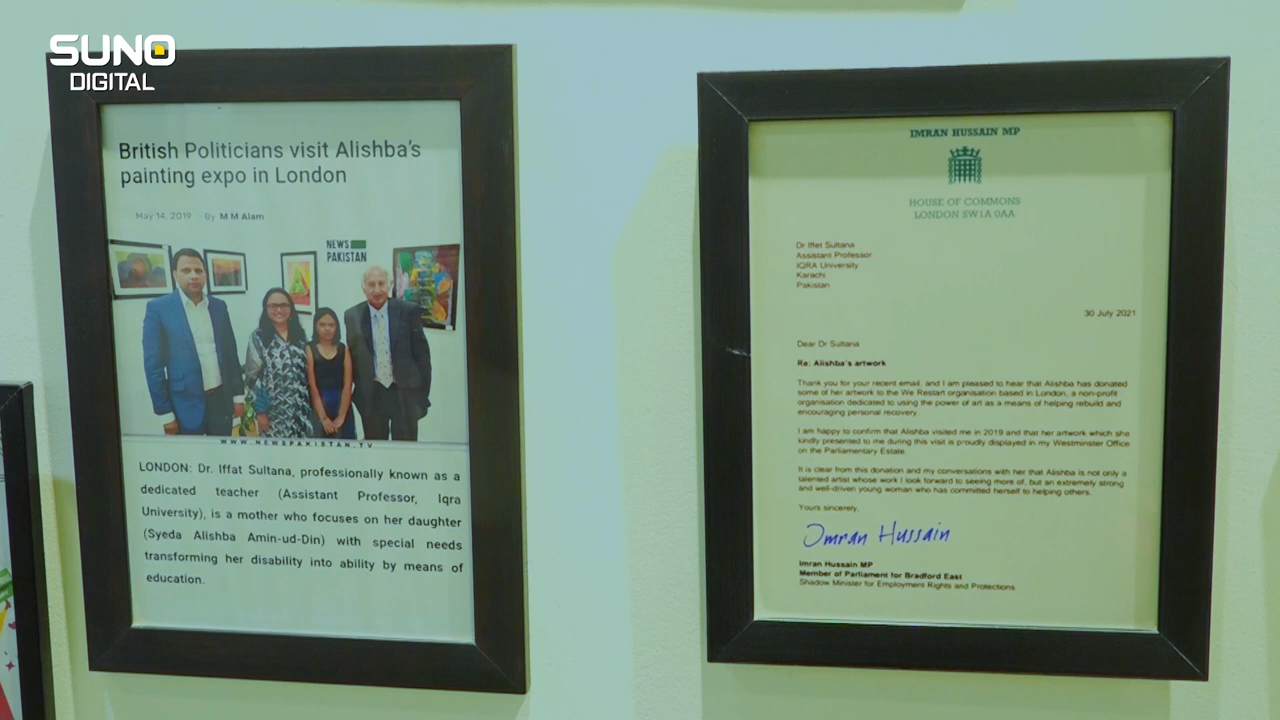 SUNO
DIGITAL
British Politicians visit Alishba's
painting expo in London
May 14, 2019 By M M Alam
NEWS
PAKISTAN
WWW.NEWSPAKISTAN.TV
LONDON: Dr. Iffat Sultana, professionally known as a
dedicated teacher (Assistant Professor, Iqra
University), is a mother who focuses on her daughter
(Syeda Alishba Amin-ud-Din) with special needs
transforming her disability into ability by means of
education.
IMRAN HUSSAIN MP
HOUSE OF COMMONS
LONDON SW1A 0AA
Dr Iffet Sultana
Assistant Professor
IQRA University
Karachi
Pakistan
30 July 2021
Dear Dr Sultana
Re: Alishba's artwork
Thank you for your recent email, and I am pleased to hear that Alishba has donated
some of her artwork to the We Restart organisation based in London, a non-profit
organisation dedicated to using the power of art as a means of helping rebuild and
encouraging personal recovery.
I am happy to confirm that Alishba visited me in 2019 and that her artwork which she
kindly presented to me during this visit is proudly displayed in my Westminster Office
on the Parliamentary Estate.
It is clear from this donation and my conversations with her that Alishba is not only a
talented artist whose work I look forward to seeing more of, but an extremely strong
and well-driven young woman who has committed herself to helping others.
Yours sincerely,
Imran Hussain
Imran Hussain MP
Member of Parliament for Bradford East
Shadow Minister for Employment Rights and Protections